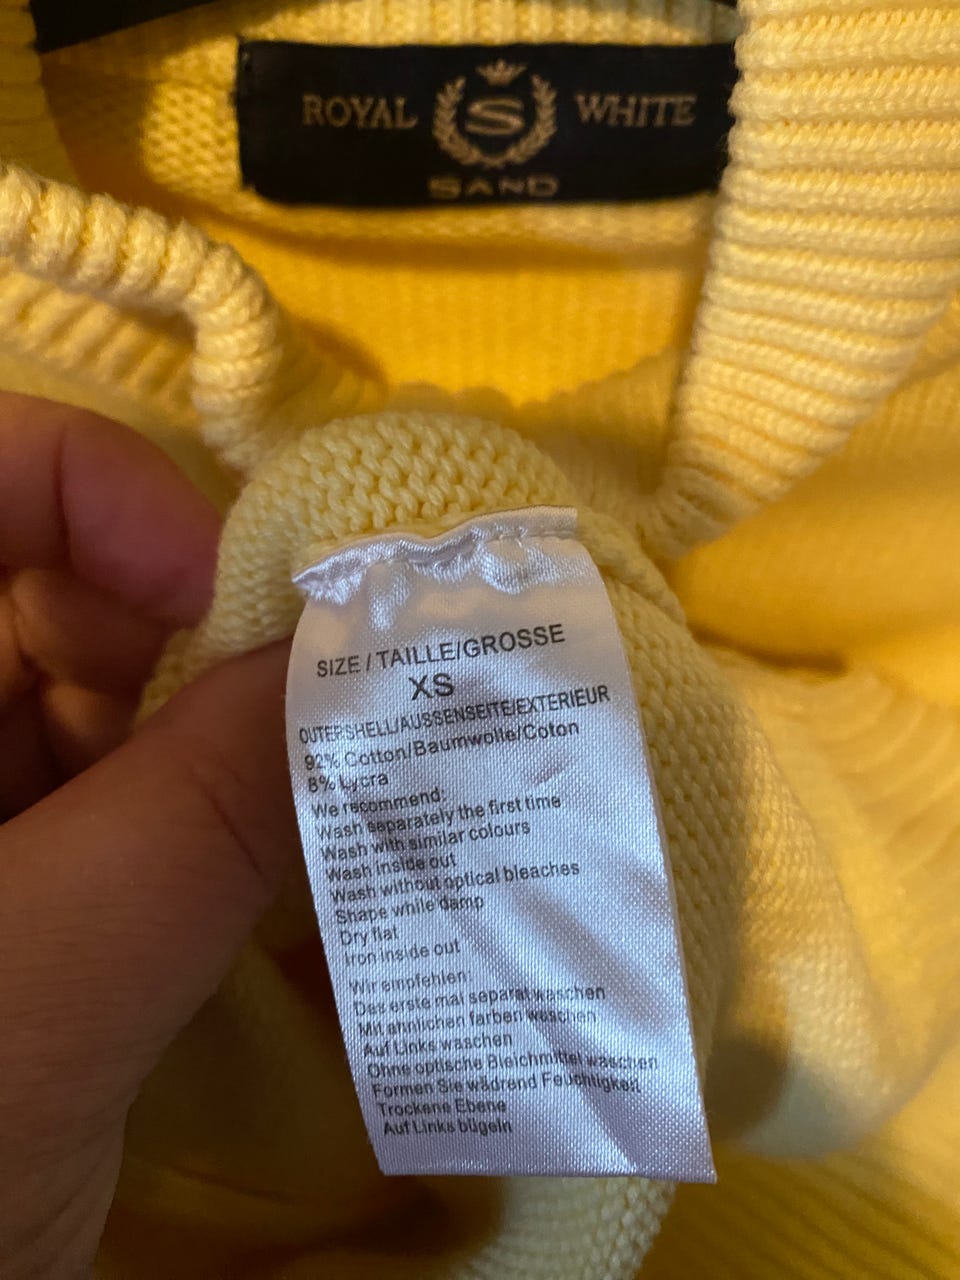 ROYAL S WHITE
SAND
SIZE / TAILLE/GROSSE
XS
OUTERSHELL/AUSSENSEITE/EXTERIEUR
92% Cotton/Baumwolle/Coton
8% Lycra
We recommend:
Wash separately the first time
Wash with similar colours
Wash inside out
Wash without optical bleaches
Shape while damp
Dry flat
Iron inside out
Wir empfehlen:
Das erste mal separat waschen
Mit ahnlichen farben waschen
Auf Links waschen
Ohne optische Bleichmittel waschen
Formen Sie wädrend Feuchtigkeit
Trockene Ebene
Auf Links bügeln